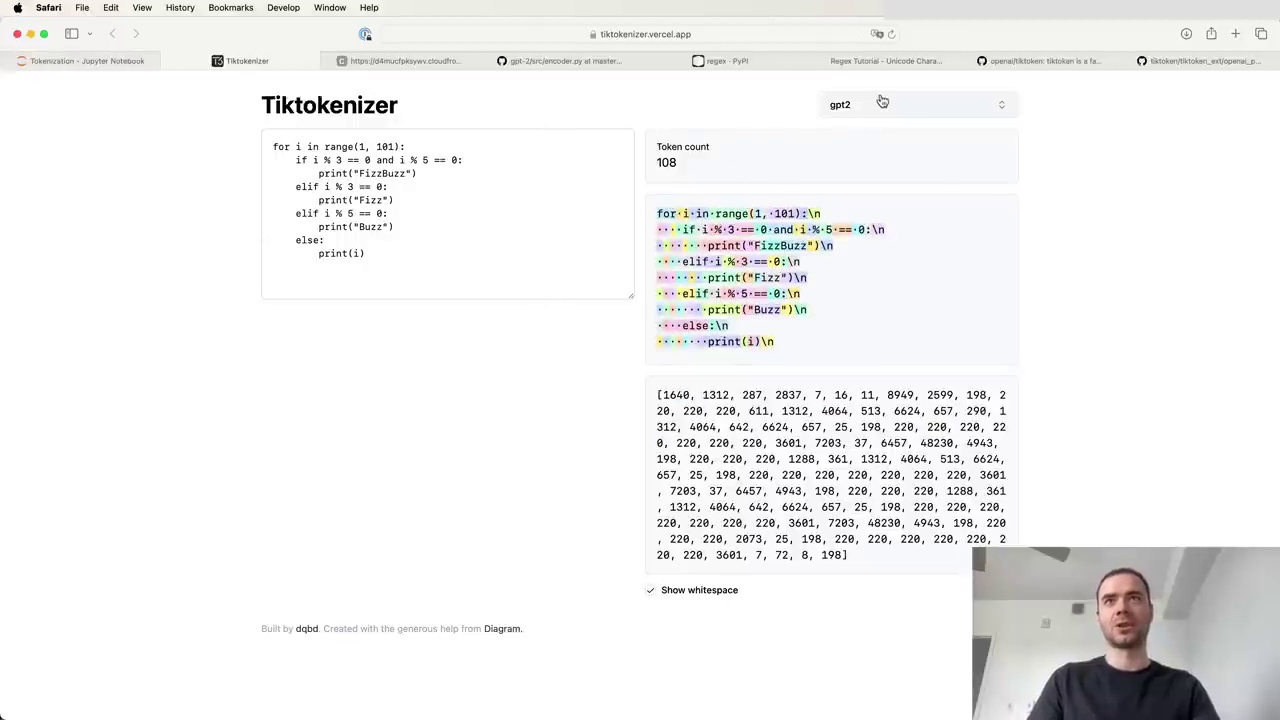 Safari File Edit View History Bookmarks Develop Window Help
tiktokenizer.vercel.app
Tokenization - Jupyter Notebook
Tiktokenizer
https://d4mucfpksywv.cloudfro...
gpt-2/src/encoder.py at master...
regex · PyPI
Regex Tutorial - Unicode Chara...
openai/tiktoken: tiktoken is a fa...
tiktoken/tiktoken_ext/openai_p...
Tiktokenizer
gpt2
for i in range(1, 101):
    if i % 3 == 0 and i % 5 == 0:
        print("FizzBuzz")
    elif i % 3 == 0:
        print("Fizz")
    elif i % 5 == 0:
        print("Buzz")
    else:
        print(i)
Token count
108
for·i·in·range(1,·101):\n
····if·i·%·3·==·0·and·i·%·5·==·0:\n
········print("FizzBuzz")\n
····elif·i·%·3·==·0:\n
········print("Fizz")\n
····elif·i·%·5·==·0:\n
········print("Buzz")\n
····else:\n
········print(i)\n
[1640, 1312, 287, 2837, 7, 16, 11, 8949, 2599, 198, 2
20, 220, 220, 611, 1312, 4064, 513, 6624, 657, 290, 1
312, 4064, 642, 6624, 657, 25, 198, 220, 220, 220, 22
0, 220, 220, 220, 3601, 7203, 37, 6457, 48230, 4943,
198, 220, 220, 220, 1288, 361, 1312, 4064, 513, 6624,
657, 25, 198, 220, 220, 220, 220, 220, 220, 220, 3601
, 7203, 37, 6457, 4943, 198, 220, 220, 220, 1288, 361
, 1312, 4064, 642, 6624, 657, 25, 198, 220, 220, 220,
220, 220, 220, 220, 3601, 7203, 48230, 4943, 198, 220
, 220, 220, 2073, 25, 198, 220, 220, 220, 220, 220, 2
20, 220, 3601, 7, 72, 8, 198]
Show whitespace
Built by dqbd. Created with the generous help from Diagram.